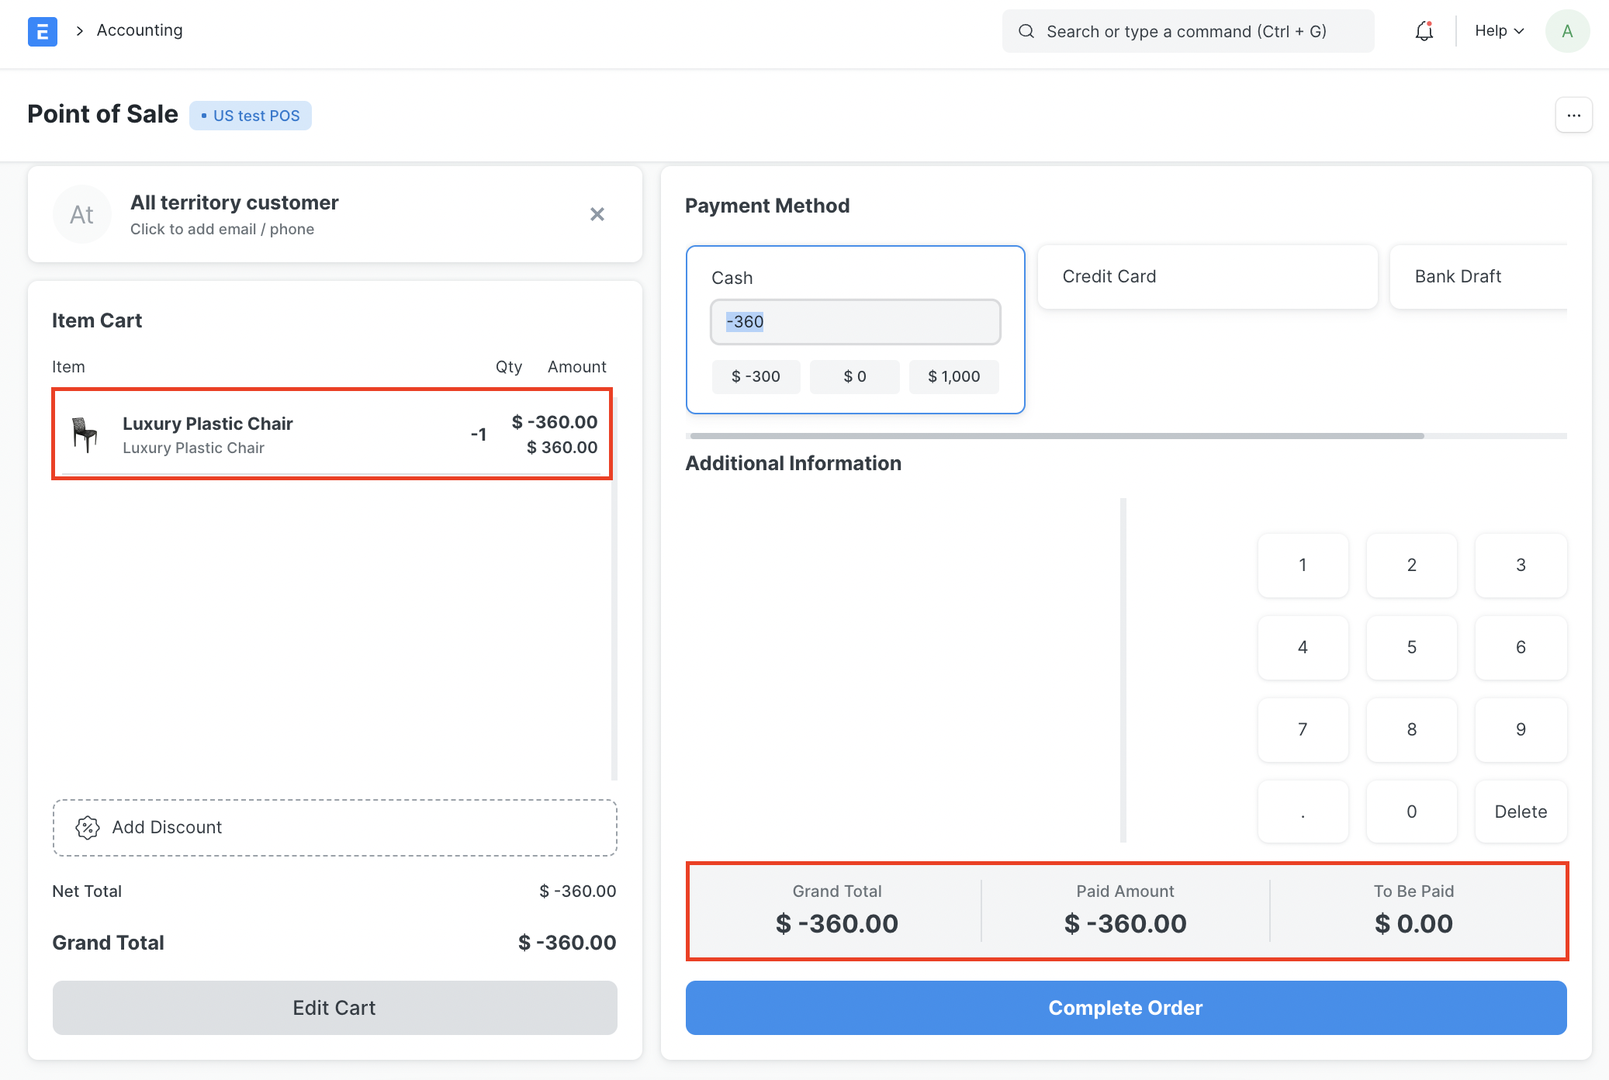 E
Accounting
Search or type a command (Ctrl + G)
Help
A
Point of Sale
US test POS
...
At
All territory customer
Click to add email / phone
Item Cart
Item Qty Amount
Luxury Plastic Chair
Luxury Plastic Chair
-1
$ -360.00
$ 360.00
Add Discount
Net Total $ -360.00
Grand Total $ -360.00
Edit Cart
Payment Method
Cash
-360
$ -300 $ 0 $ 1,000
Credit Card
Bank Draft
Additional Information
1 2 3
4 5 6
7 8 9
. 0 Delete
Grand Total Paid Amount To Be Paid
$ -360.00 $ -360.00 $ 0.00
Complete Order